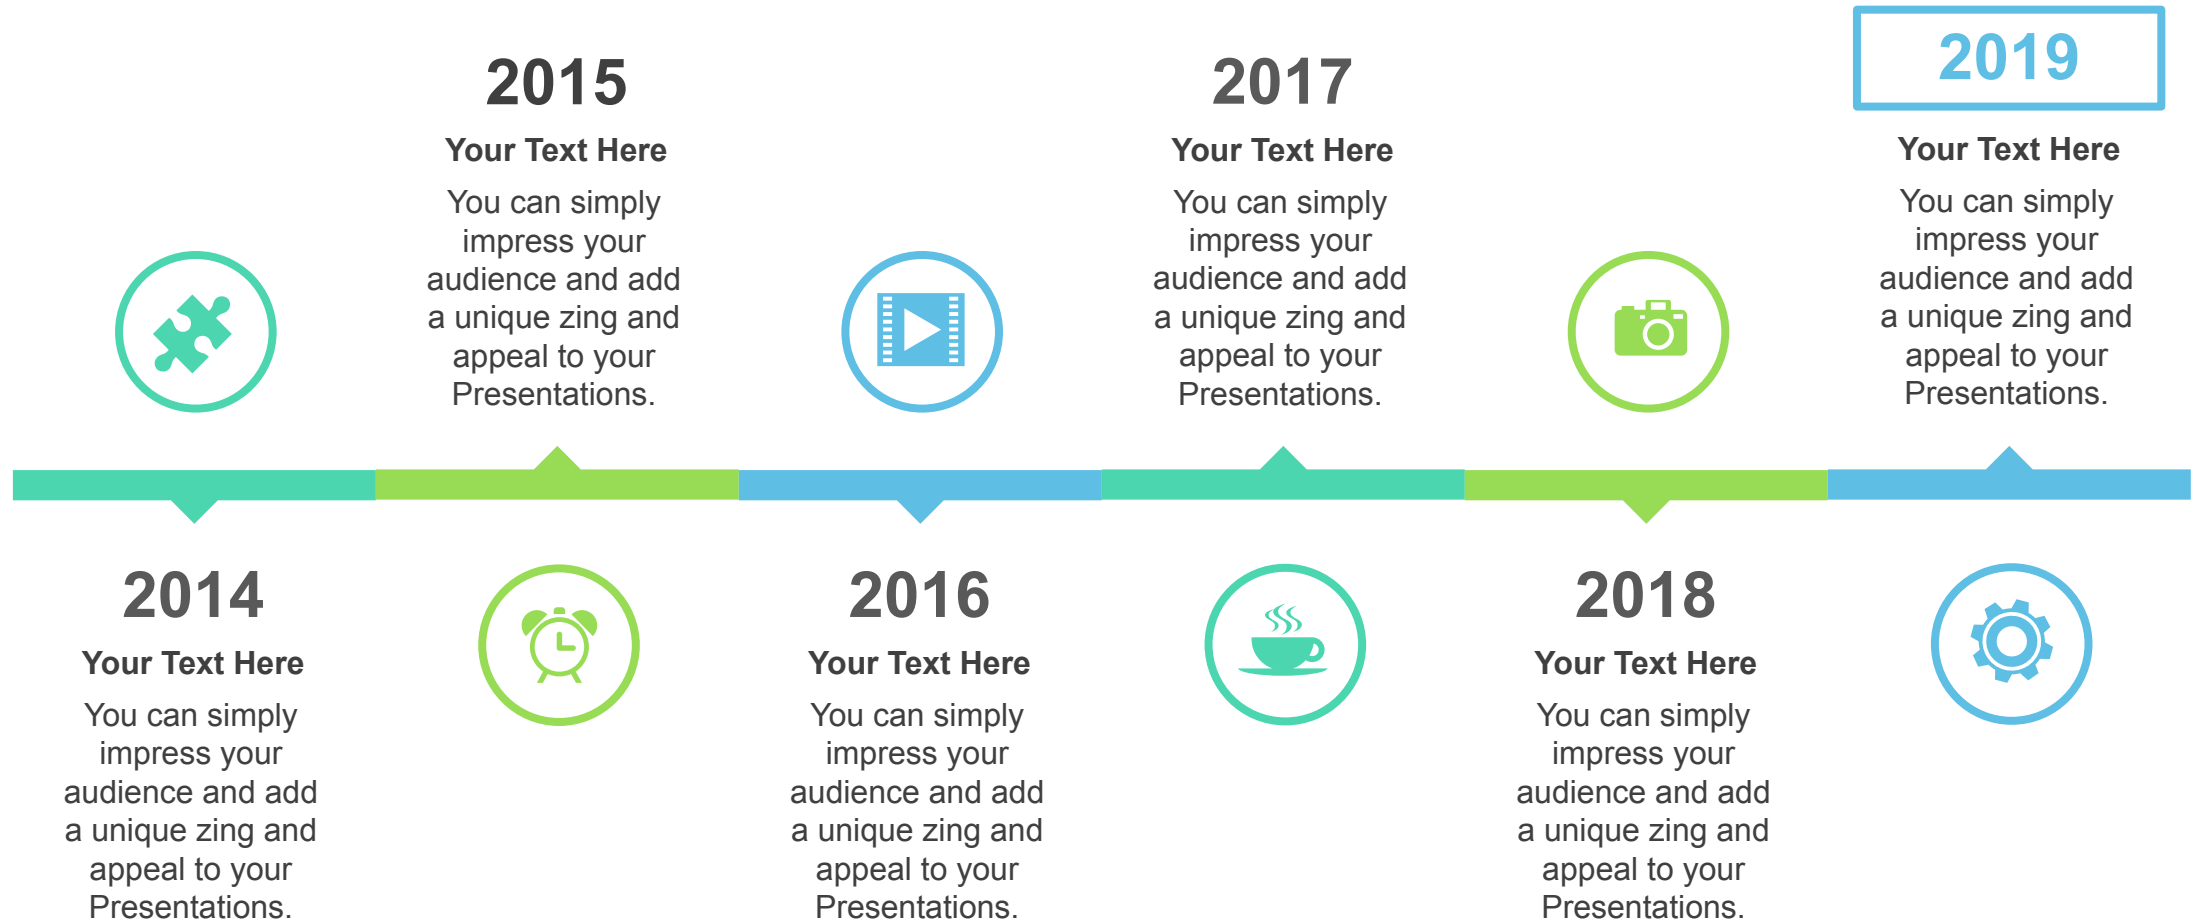 2015
Your Text Here
You can simply
impress your
audience and add
a unique zing and
appeal to your
Presentations.
2017
Your Text Here
You can simply
impress your
audience and add
a unique zing and
appeal to your
Presentations.
2019
Your Text Here
You can simply
impress your
audience and add
a unique zing and
appeal to your
Presentations.
2014
Your Text Here
You can simply
impress your
audience and add
a unique zing and
appeal to your
Presentations.
2016
Your Text Here
You can simply
impress your
audience and add
a unique zing and
appeal to your
Presentations.
2018
Your Text Here
You can simply
impress your
audience and add
a unique zing and
appeal to your
Presentations.